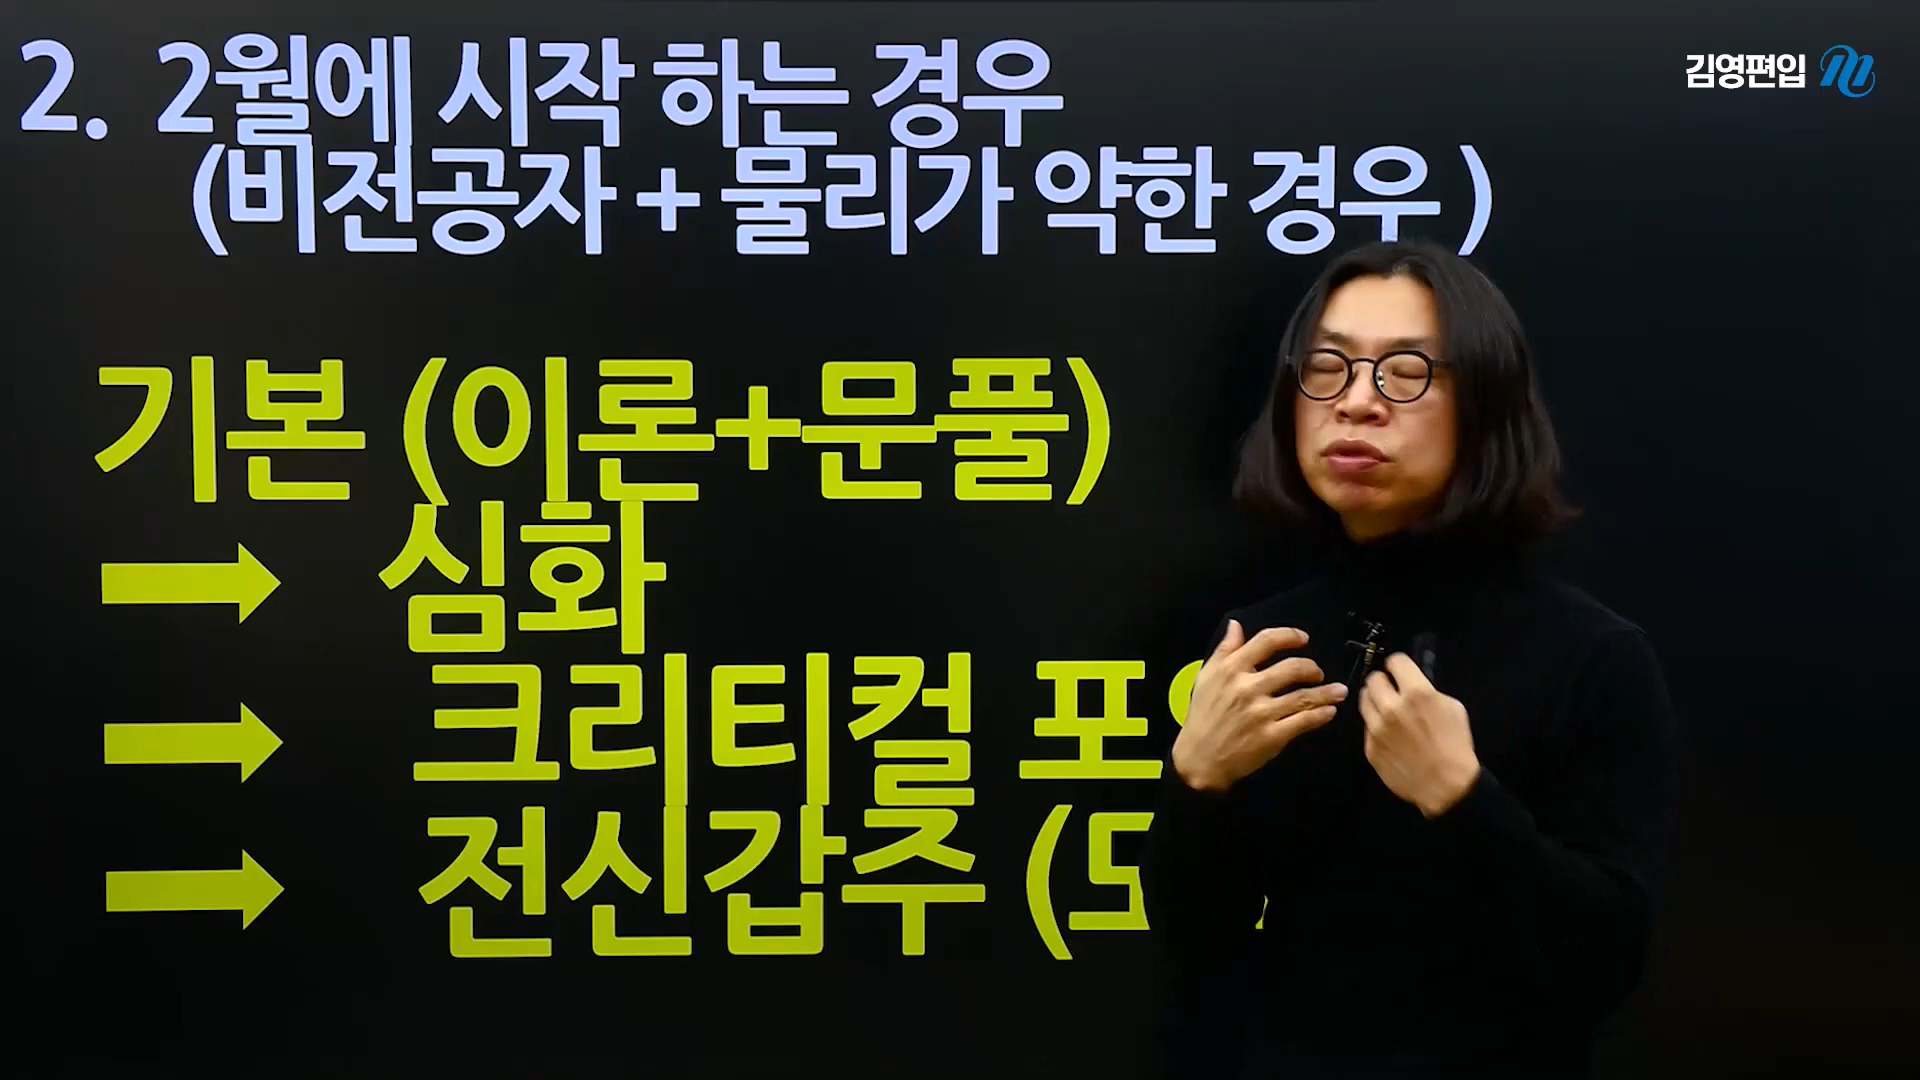 2. 2월에 시작 하는 경우
(비전공자 + 물리가 약한 경우 )
김영편입
기본 (이론+문풀)
→ 심화
→ 크리티컬
→ 전신갑주